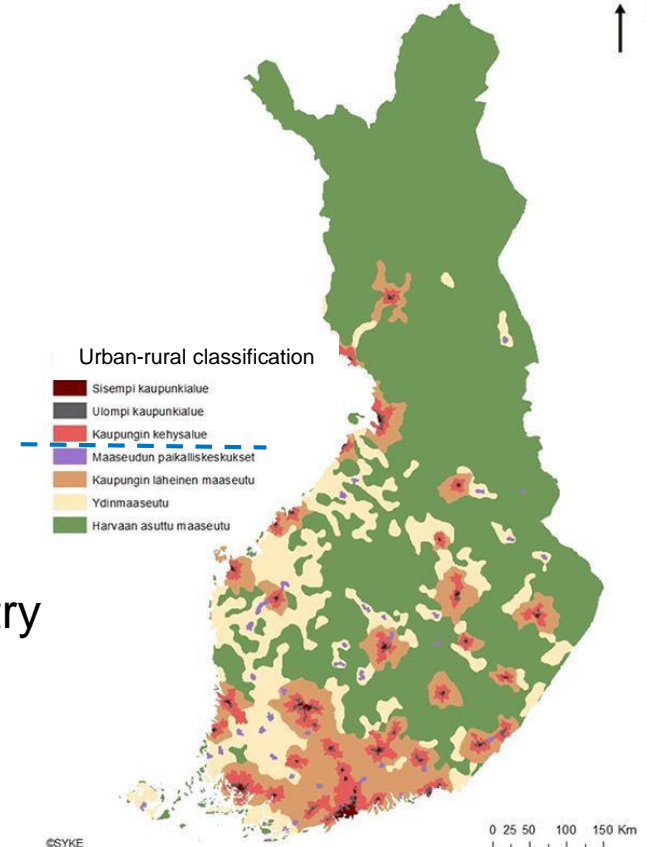 Urban-rural classification
Sisempi kaupunkialue
Ulompi kaupunkialue
Kaupungin kehysalue
Maaseudun paikalliskeskukset
Kaupungin läheinen maaseutu
Ydinmaaseutu
Harvaan asuttu maaseutu
try
0 25 50 100 150 Km
©SYKE